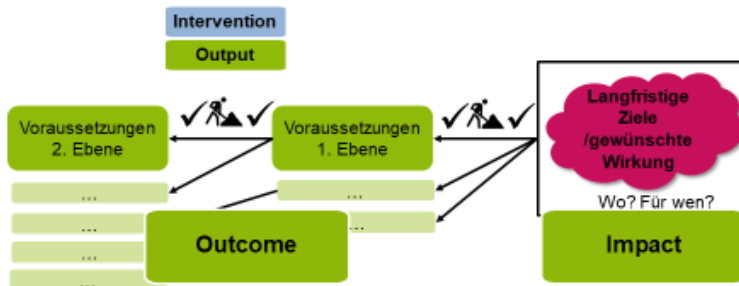 Intervention
Output
Voraussetzungen
2. Ebene
Voraussetzungen
1. Ebene
Langfristige
Ziele
/gewünschte
Wirkung
Wo? Für wen?
...
...
...
...
...
...
Outcome
Impact